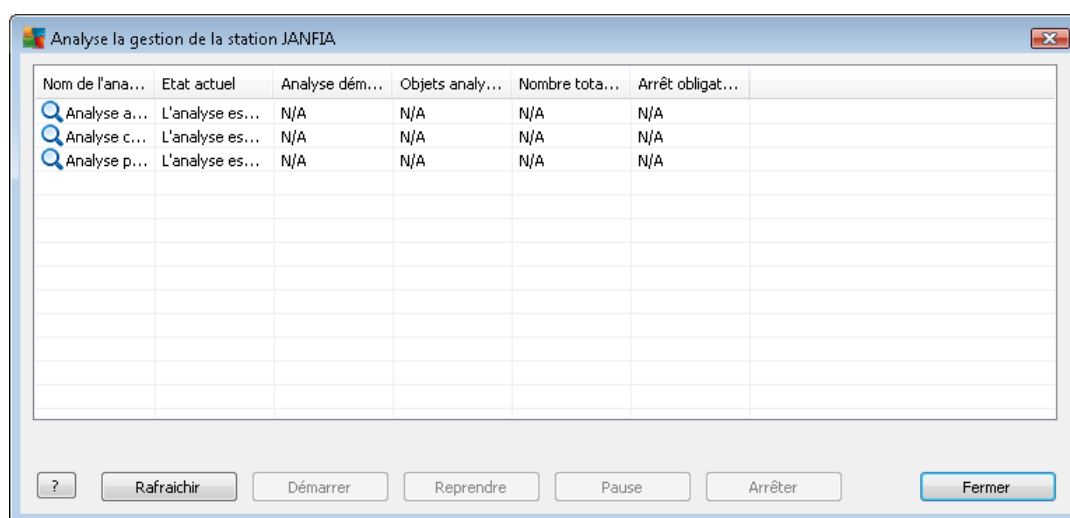 Analyse la gestion de la station JANFIA
Nom de l'ana... Etat actuel Analyse dém... Objets analy... Nombre tota... Arrêt obligat...
Analyse a... L'analyse es... N/A N/A N/A N/A
Analyse c... L'analyse es... N/A N/A N/A N/A
Analyse p... L'analyse es... N/A N/A N/A N/A
? Rafraichir Démarrer Reprendre Pause Arrêter Fermer